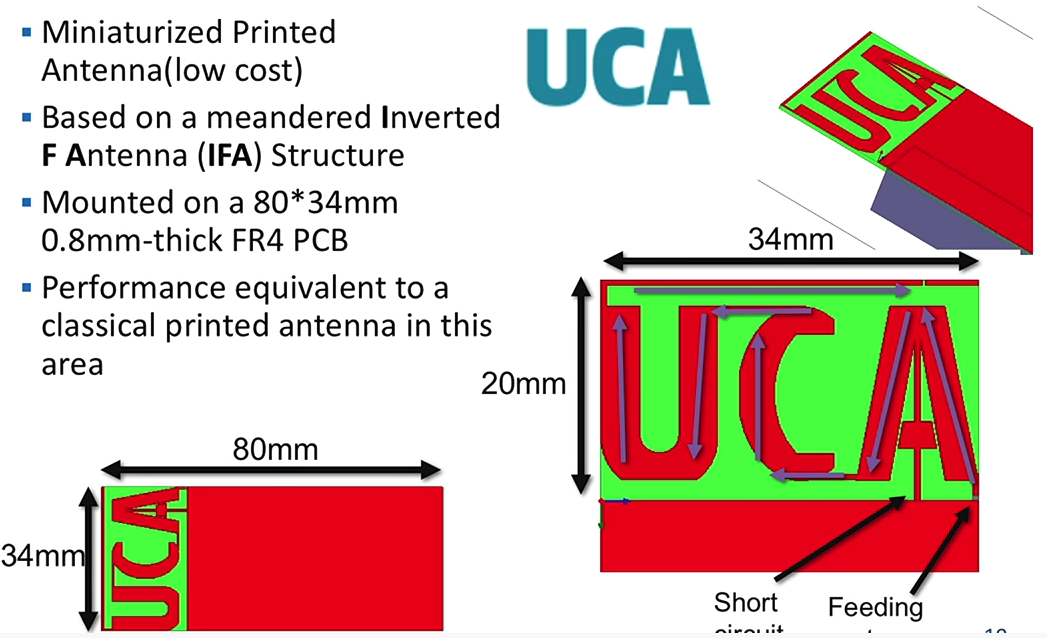 Miniaturized Printed
Antenna(low cost)
Based on a meandered Inverted
F Antenna (IFA) Structure
Mounted on a 80*34mm
0.8mm-thick FR4 PCB
Performance equivalent to a
classical printed antenna in this
area
UCA
UCA
34mm
20mm
UCA
80mm
34mm
UCA
Short
circuit
Feeding